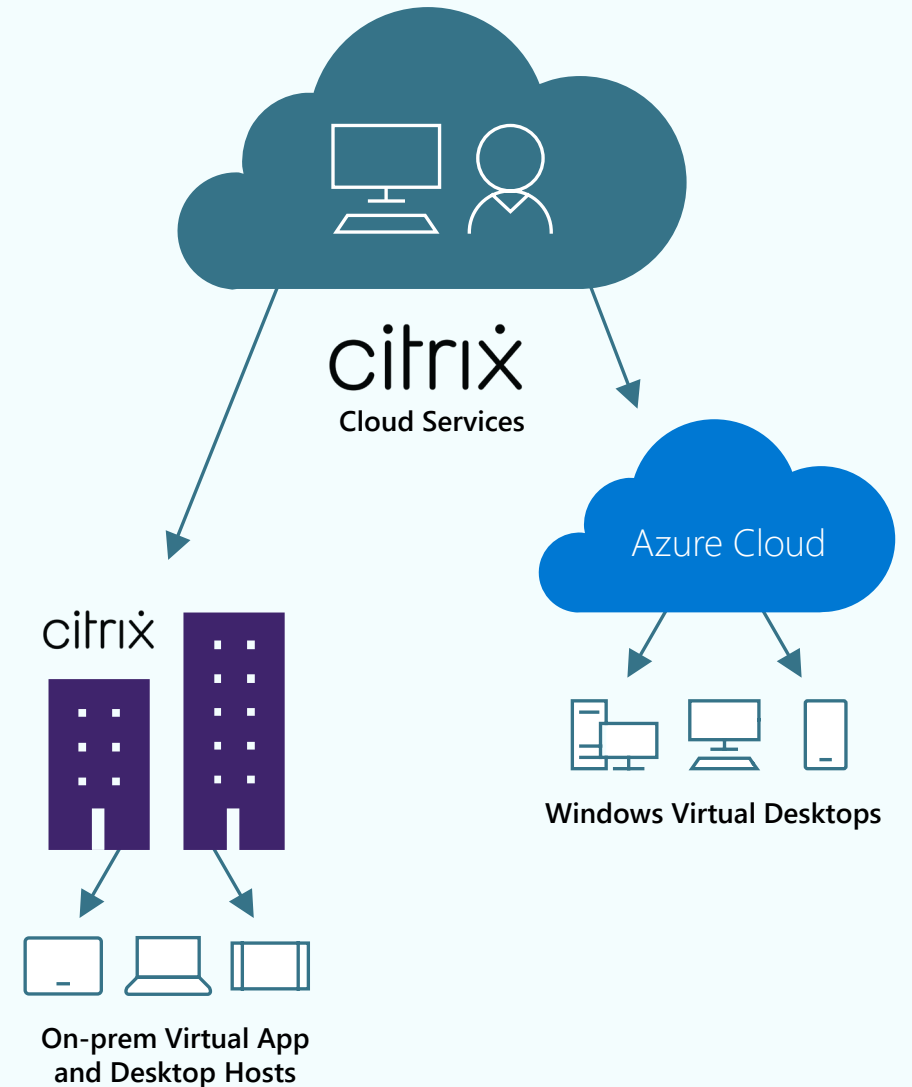 citrix
Cloud Services
Azure Cloud
citrix
Windows Virtual Desktops
On-prem Virtual App
and Desktop Hosts